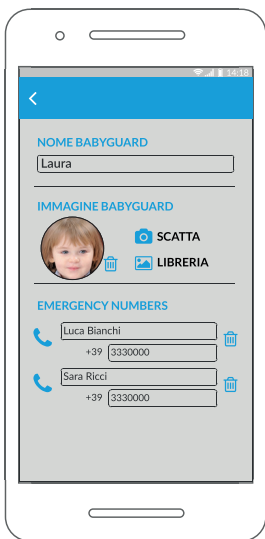 14:18
NOME BABYGUARD
Laura
IMMAGINE BABYGUARD
SCATTA
LIBRERIA
EMERGENCY NUMBERS
Luca Bianchi
+39 3330000
Sara Ricci
+39 3330000